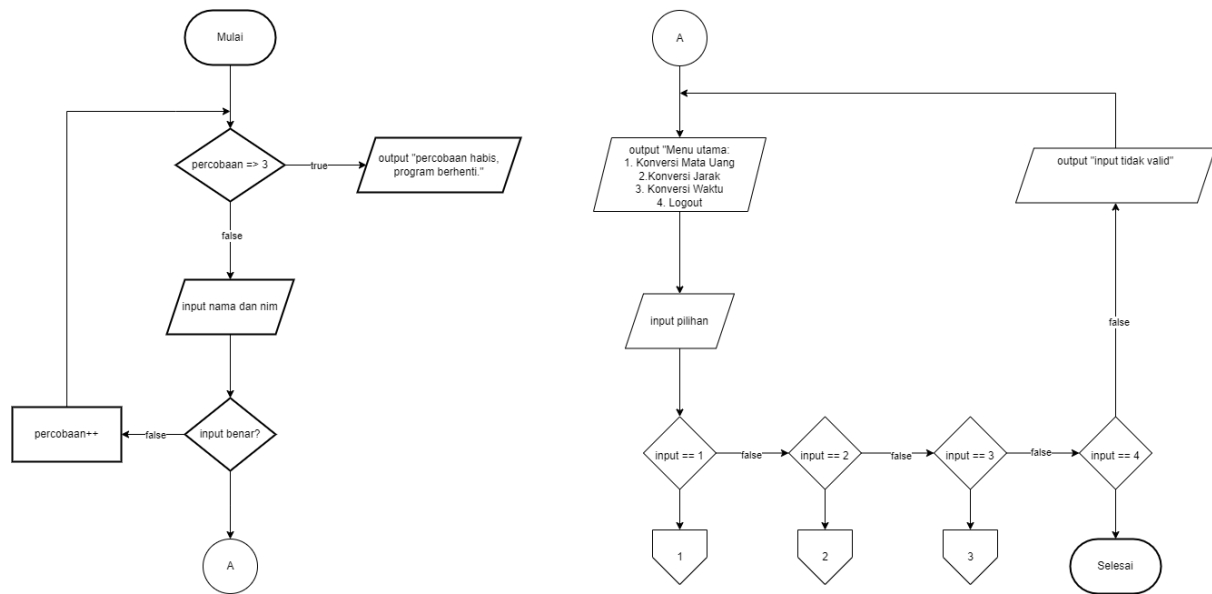 Mulai
percobaan => 3
true
output "percobaan habis,
program berhenti."
false
input nama dan nim
input benar?
false
percobaan++
A
A
output "Menu utama:
1. Konversi Mata Uang
2.Konversi Jarak
3. Konversi Waktu
4. Logout
output "input tidak valid"
input pilihan
false
input == 1
false
input == 2
false
input == 3
false
input == 4
1
2
3
Selesai